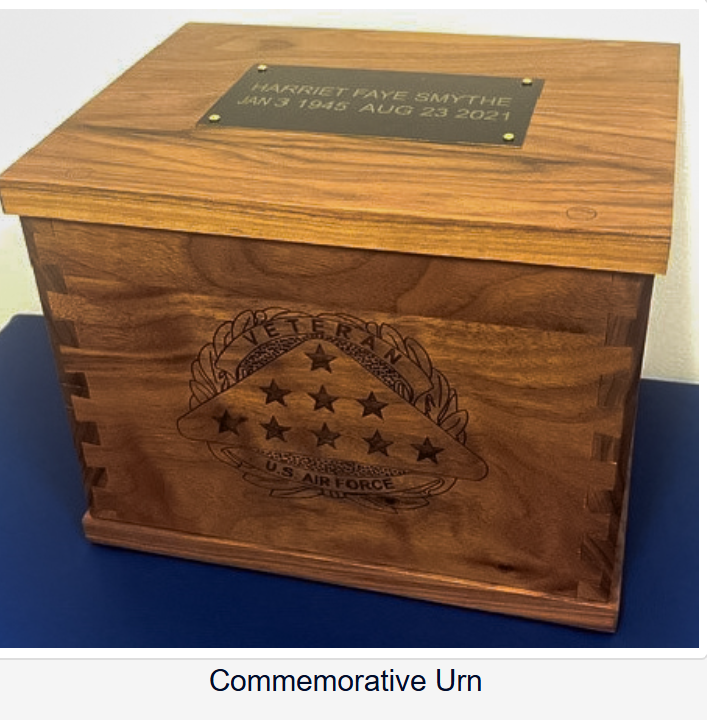 HARRIET FAYE SMYTHE
JAN 3 1945 AUG 23 2021
VETERAN
U.S. AIR FORCE
Commemorative Urn